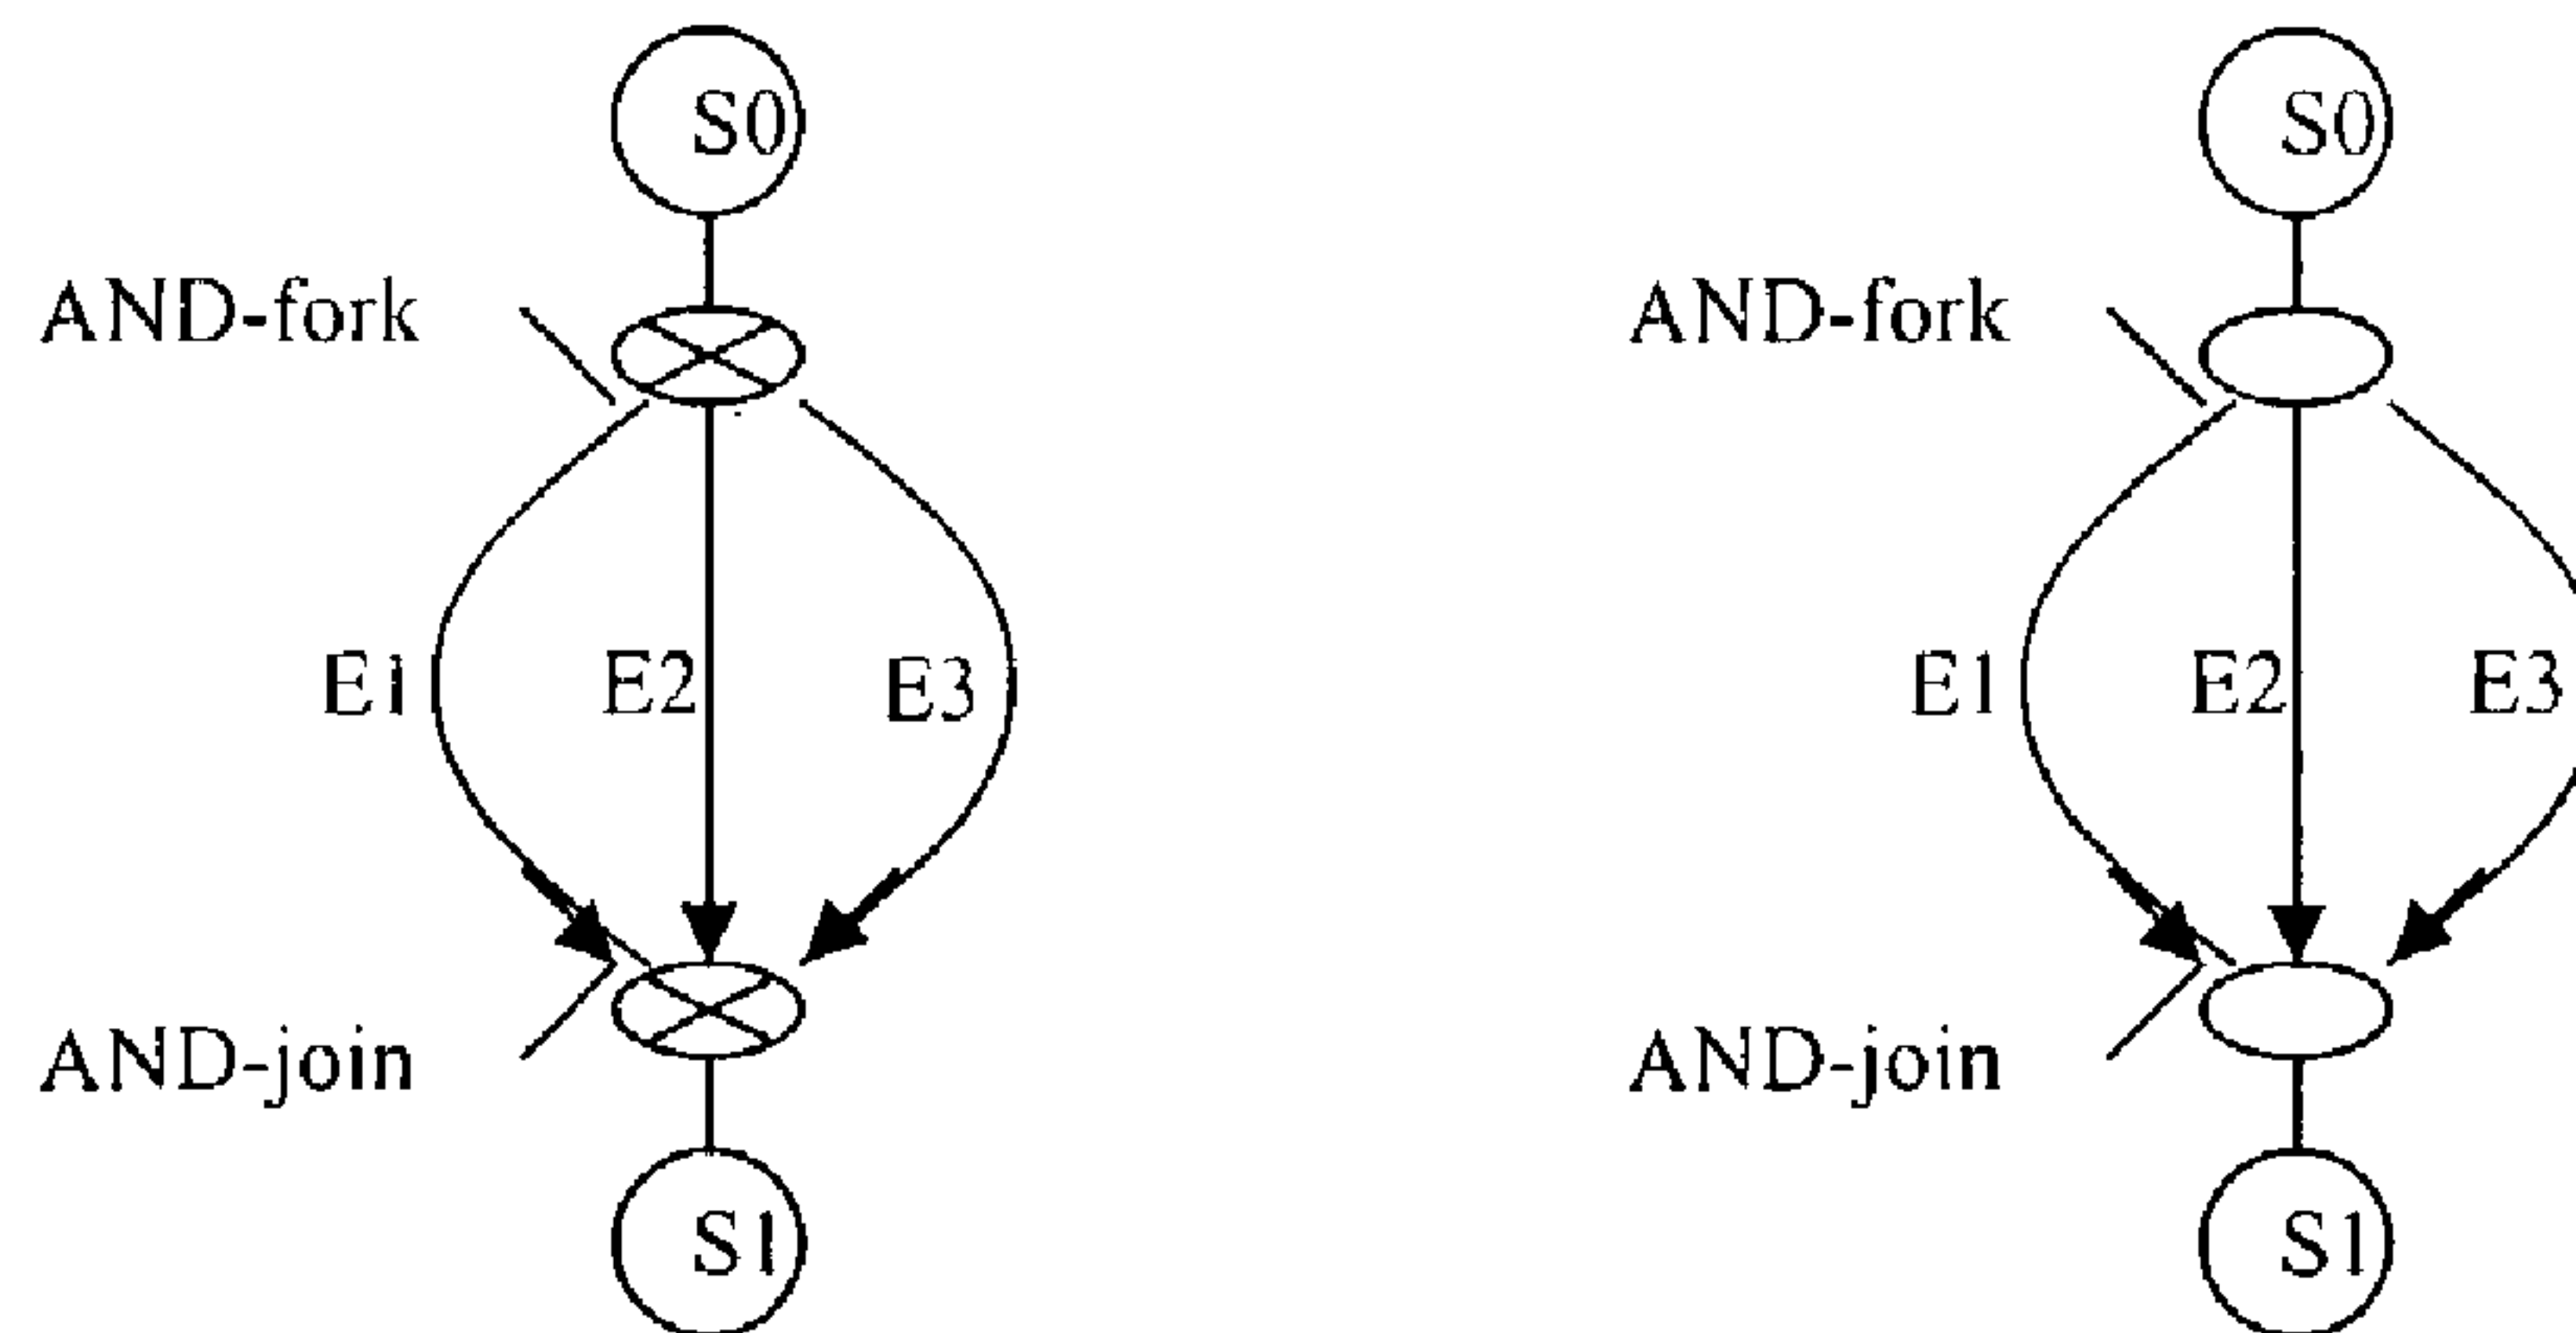 S0
AND-fork
E1 E2 E3
AND-join
S1
S0
AND-fork
E1 E2 E3
AND-join
S1